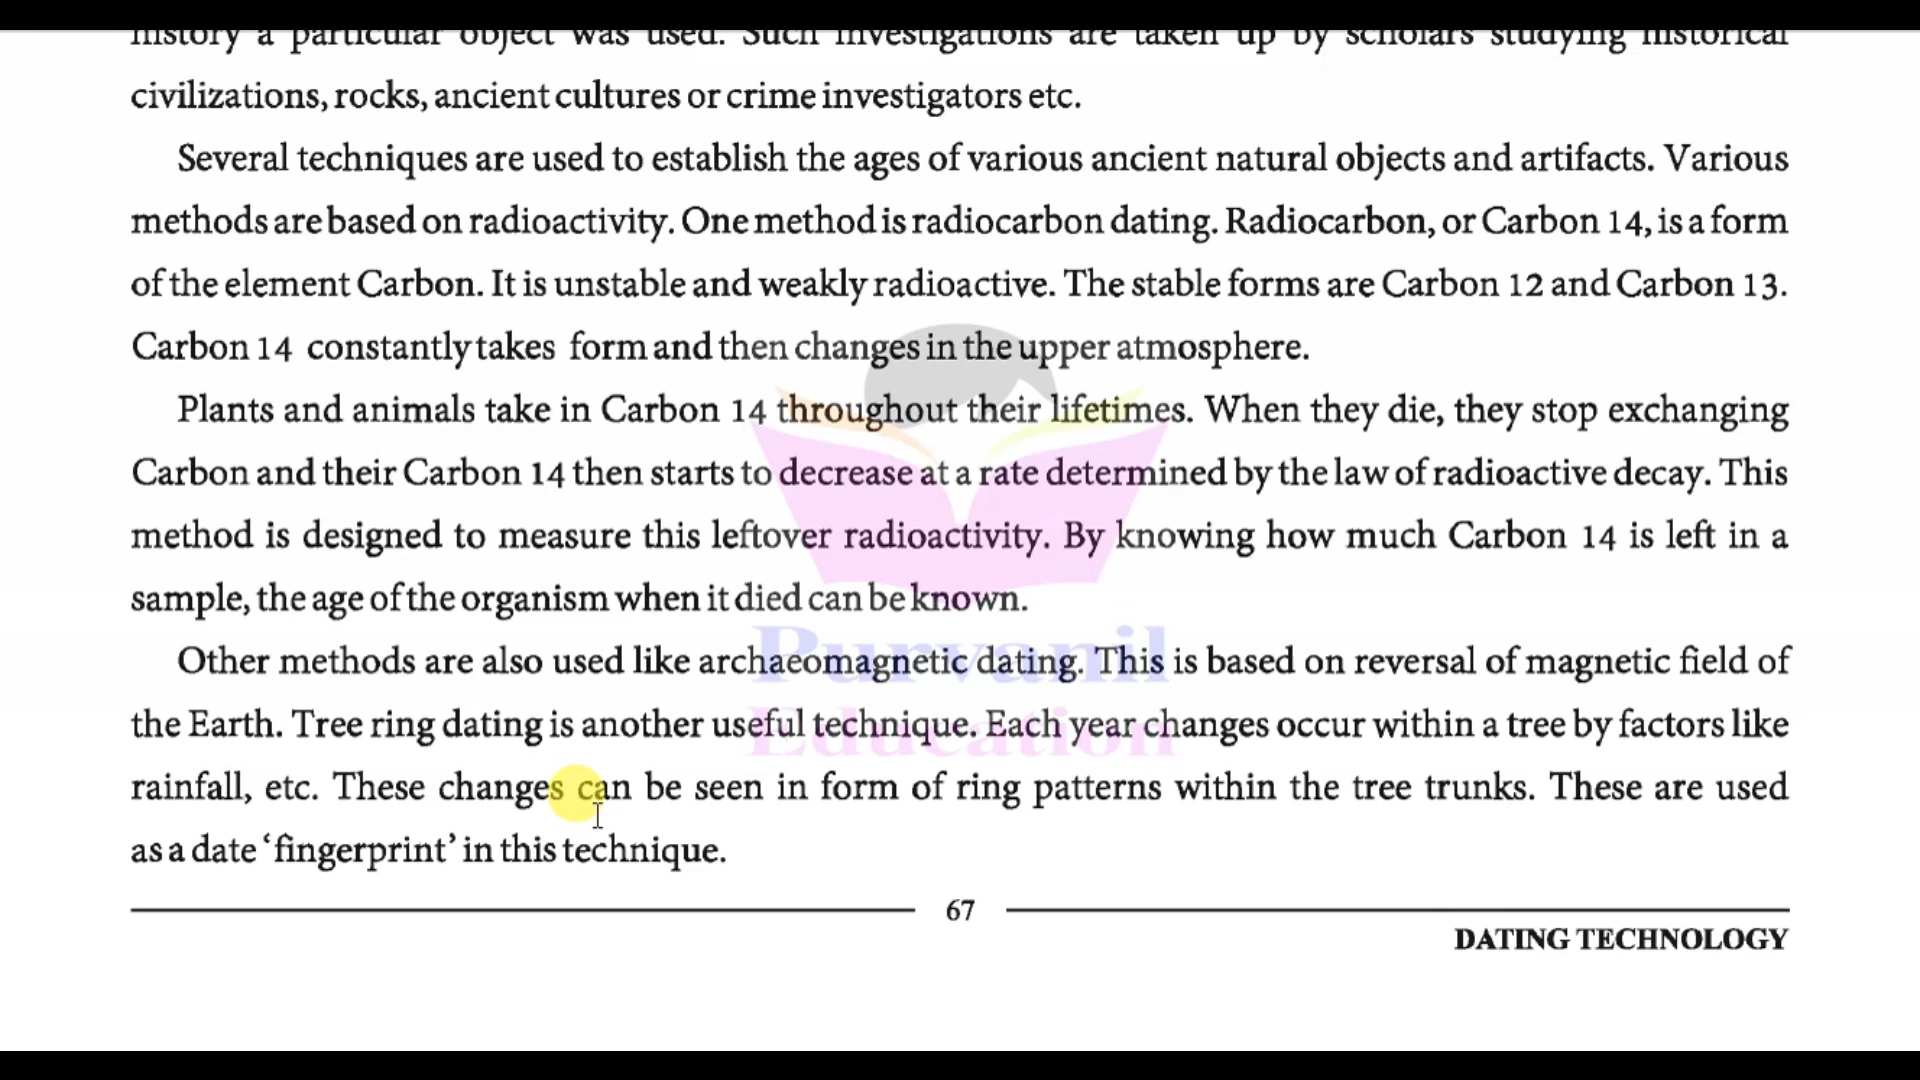 history a particular object was used. Such investigations are taken up by scholars studying historical
civilizations, rocks, ancient cultures or crime investigators etc.
Several techniques are used to establish the ages of various ancient natural objects and artifacts. Various
methods are based on radioactivity. One method is radiocarbon dating. Radiocarbon, or Carbon 14, is a form
of the element Carbon. It is unstable and weakly radioactive. The stable forms are Carbon 12 and Carbon 13.
Carbon 14 constantly takes form and then changes in the upper atmosphere.
Plants and animals take in Carbon 14 throughout their lifetimes. When they die, they stop exchanging
Carbon and their Carbon 14 then starts to decrease at a rate determined by the law of radioactive decay. This
method is designed to measure this leftover radioactivity. By knowing how much Carbon 14 is left in a
sample, the age of the organism when it died can be known.
Purvanil
Other methods are also used like archaeomagnetic dating. This is based on reversal of magnetic field of
the Earth. Tree ring dating is another useful technique. Each year changes occur within a tree by factors like
Education
rainfall, etc. These changes can be seen in form of ring patterns within the tree trunks. These are used
as a date ‘fingerprint’ in this technique.
67
DATING TECHNOLOGY